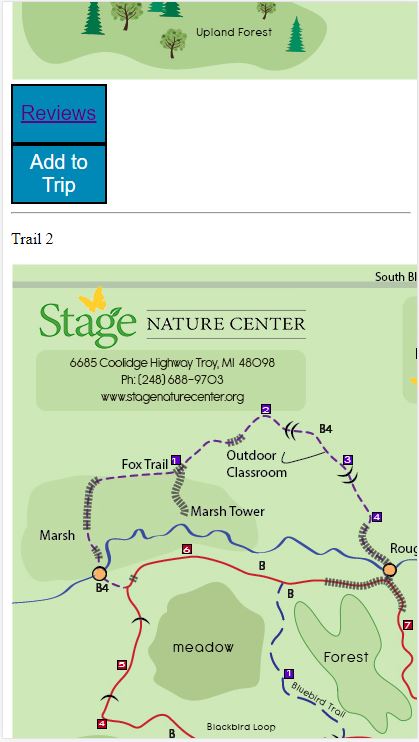 Upland Forest
Reviews
Add to
Trip
Trail 2
South Bl
Stage NATURE CENTER
6685 Coolidge Highway Troy, MI 48098
Ph: (248) 688-9703
www.stagenaturecenter.org
2
B4
Fox Trail
1
Outdoor
Classroom
3
Marsh Tower
4
Marsh
6
Roug
B4
B
B
7
meadow
Forest
5
1
Bluebird Trail
4
B
Blackbird Loop